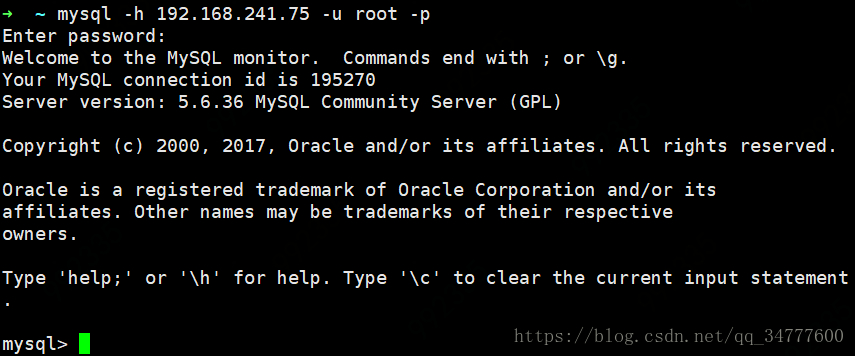 → ~ mysql -h 192.168.241.75 -u root -p
Enter password:
Welcome to the MySQL monitor.  Commands end with ; or \g.
Your MySQL connection id is 195270
Server version: 5.6.36 MySQL Community Server (GPL)
Copyright (c) 2000, 2017, Oracle and/or its affiliates. All rights reserved.
Oracle is a registered trademark of Oracle Corporation and/or its
affiliates. Other names may be trademarks of their respective
owners.
Type 'help;' or '\h' for help. Type '\c' to clear the current input statement
.
mysql>
https://blog.csdn.net/qq_34777600